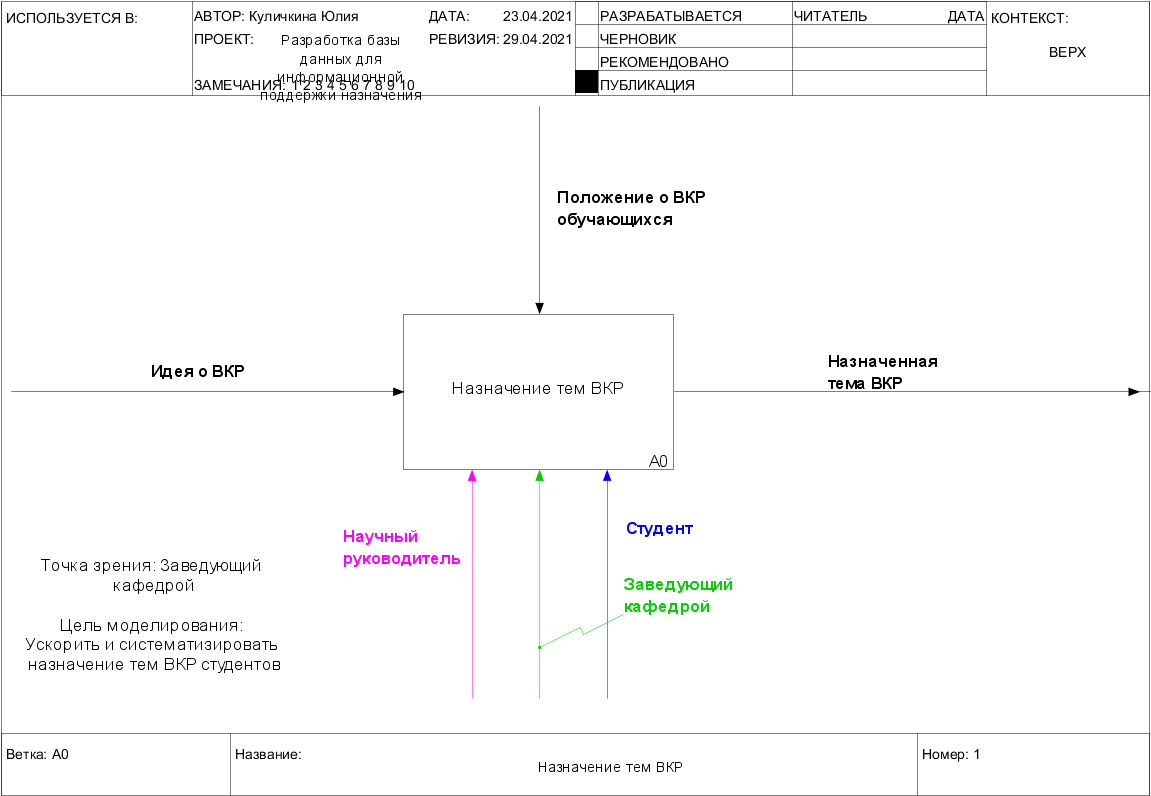 ИСПОЛЬЗУЕТСЯ В:
АВТОР: Куличкина Юлия
ДАТА: 23.04.2021
РАЗРАБАТЫВАЕТСЯ
ЧИТАТЕЛЬ
ДАТА
КОНТЕКСТ:
ПРОЕКТ: Разработка базы
данных для
информационной
поддержки назначения
РЕВИЗИЯ: 29.04.2021
ЧЕРНОВИК
ВЕРХ
РЕКОМЕНДОВАНО
ЗАМЕЧАНИЯ: 1 2 3 4 5 6 7 8 9 10
ПУБЛИКАЦИЯ
Положение о ВКР
обучающихся
Идея о ВКР
Назначение тем ВКР
A0
Назначенная
тема ВКР
Научный
руководитель
Студент
Заведующий
кафедрой
Точка зрения: Заведующий
кафедрой
Цель моделирования:
Ускорить и систематизировать
назначение тем ВКР студентов
Ветка: A0
Название:
Назначение тем ВКР
Номер: 1